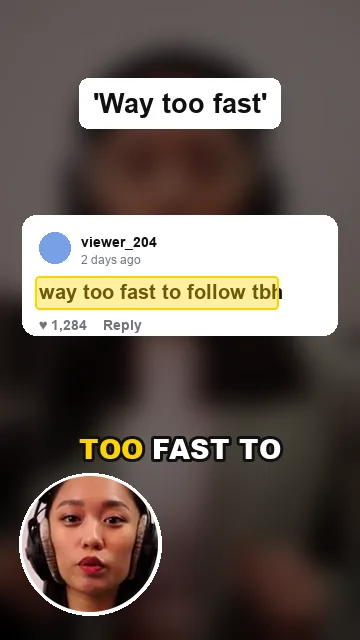 'Way too fast'
viewer_204
2 days ago
way too fast to follow tbh
♥ 1,284 Reply
TOO FAST TO